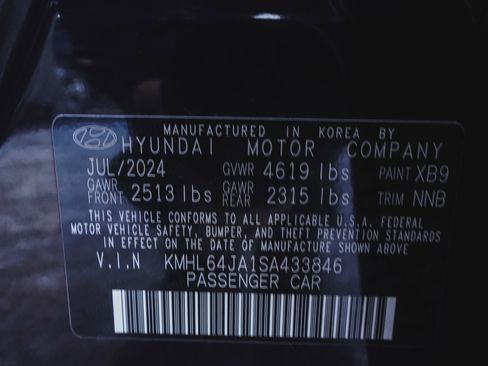 MANUFACTURED IN KOREA BY
HYUNDAI MOTOR COMPANY
JUL/2024 GVWR 4619 lbs PAINT XB9
GAWR FRONT 2513 lbs GAWR REAR 2315 lbs TRIM NNB
THIS VEHICLE CONFORMS TO ALL APPLICABLE U.S.A. FEDERAL
MOTOR VEHICLE SAFETY, BUMPER, AND THEFT PREVENTION STANDARDS
IN EFFECT ON THE DATE OF MANUFACTURE SHOWN ABOVE
V.I.N KMHL64JA1SA433846
PASSENGER CAR